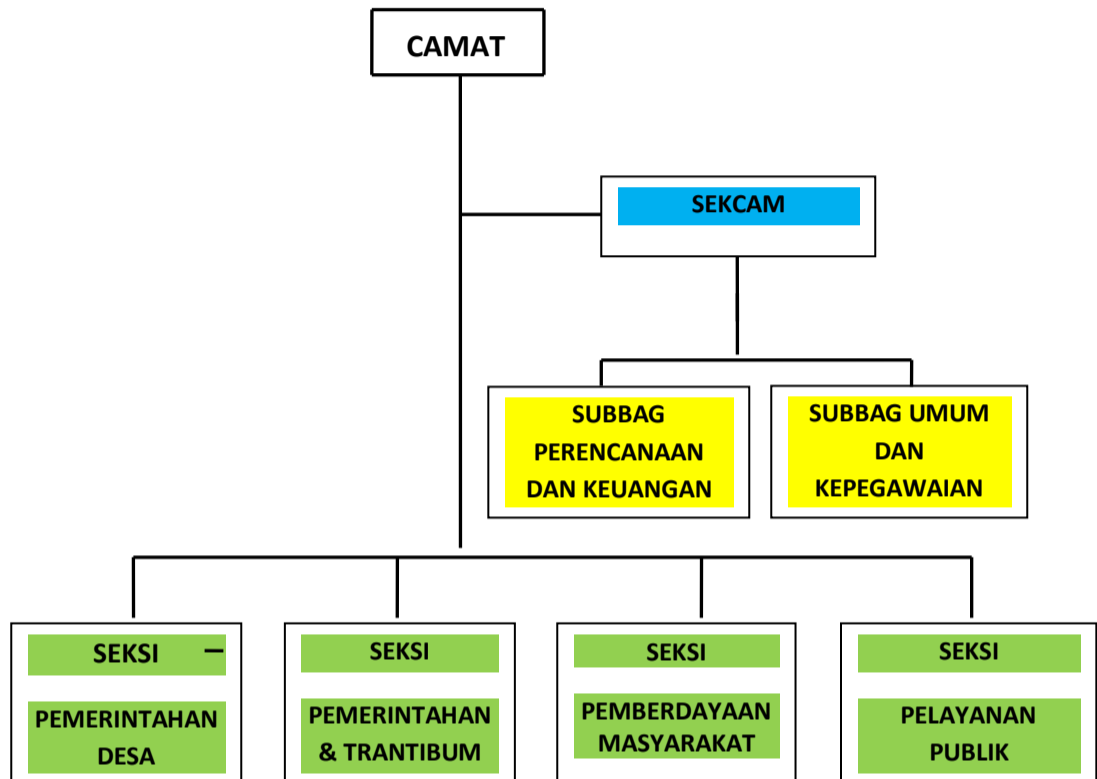 CAMAT
SEKCAM
SUBBAG
PERENCANAAN
DAN KEUANGAN
SUBBAG UMUM
DAN
KEPEGAWAIAN
SEKSI –
PEMERINTAHAN
DESA
SEKSI
PEMERINTAHAN
& TRANTIBUM
SEKSI
PEMBERDAYAAN
MASYARAKAT
SEKSI
PELAYANAN
PUBLIK